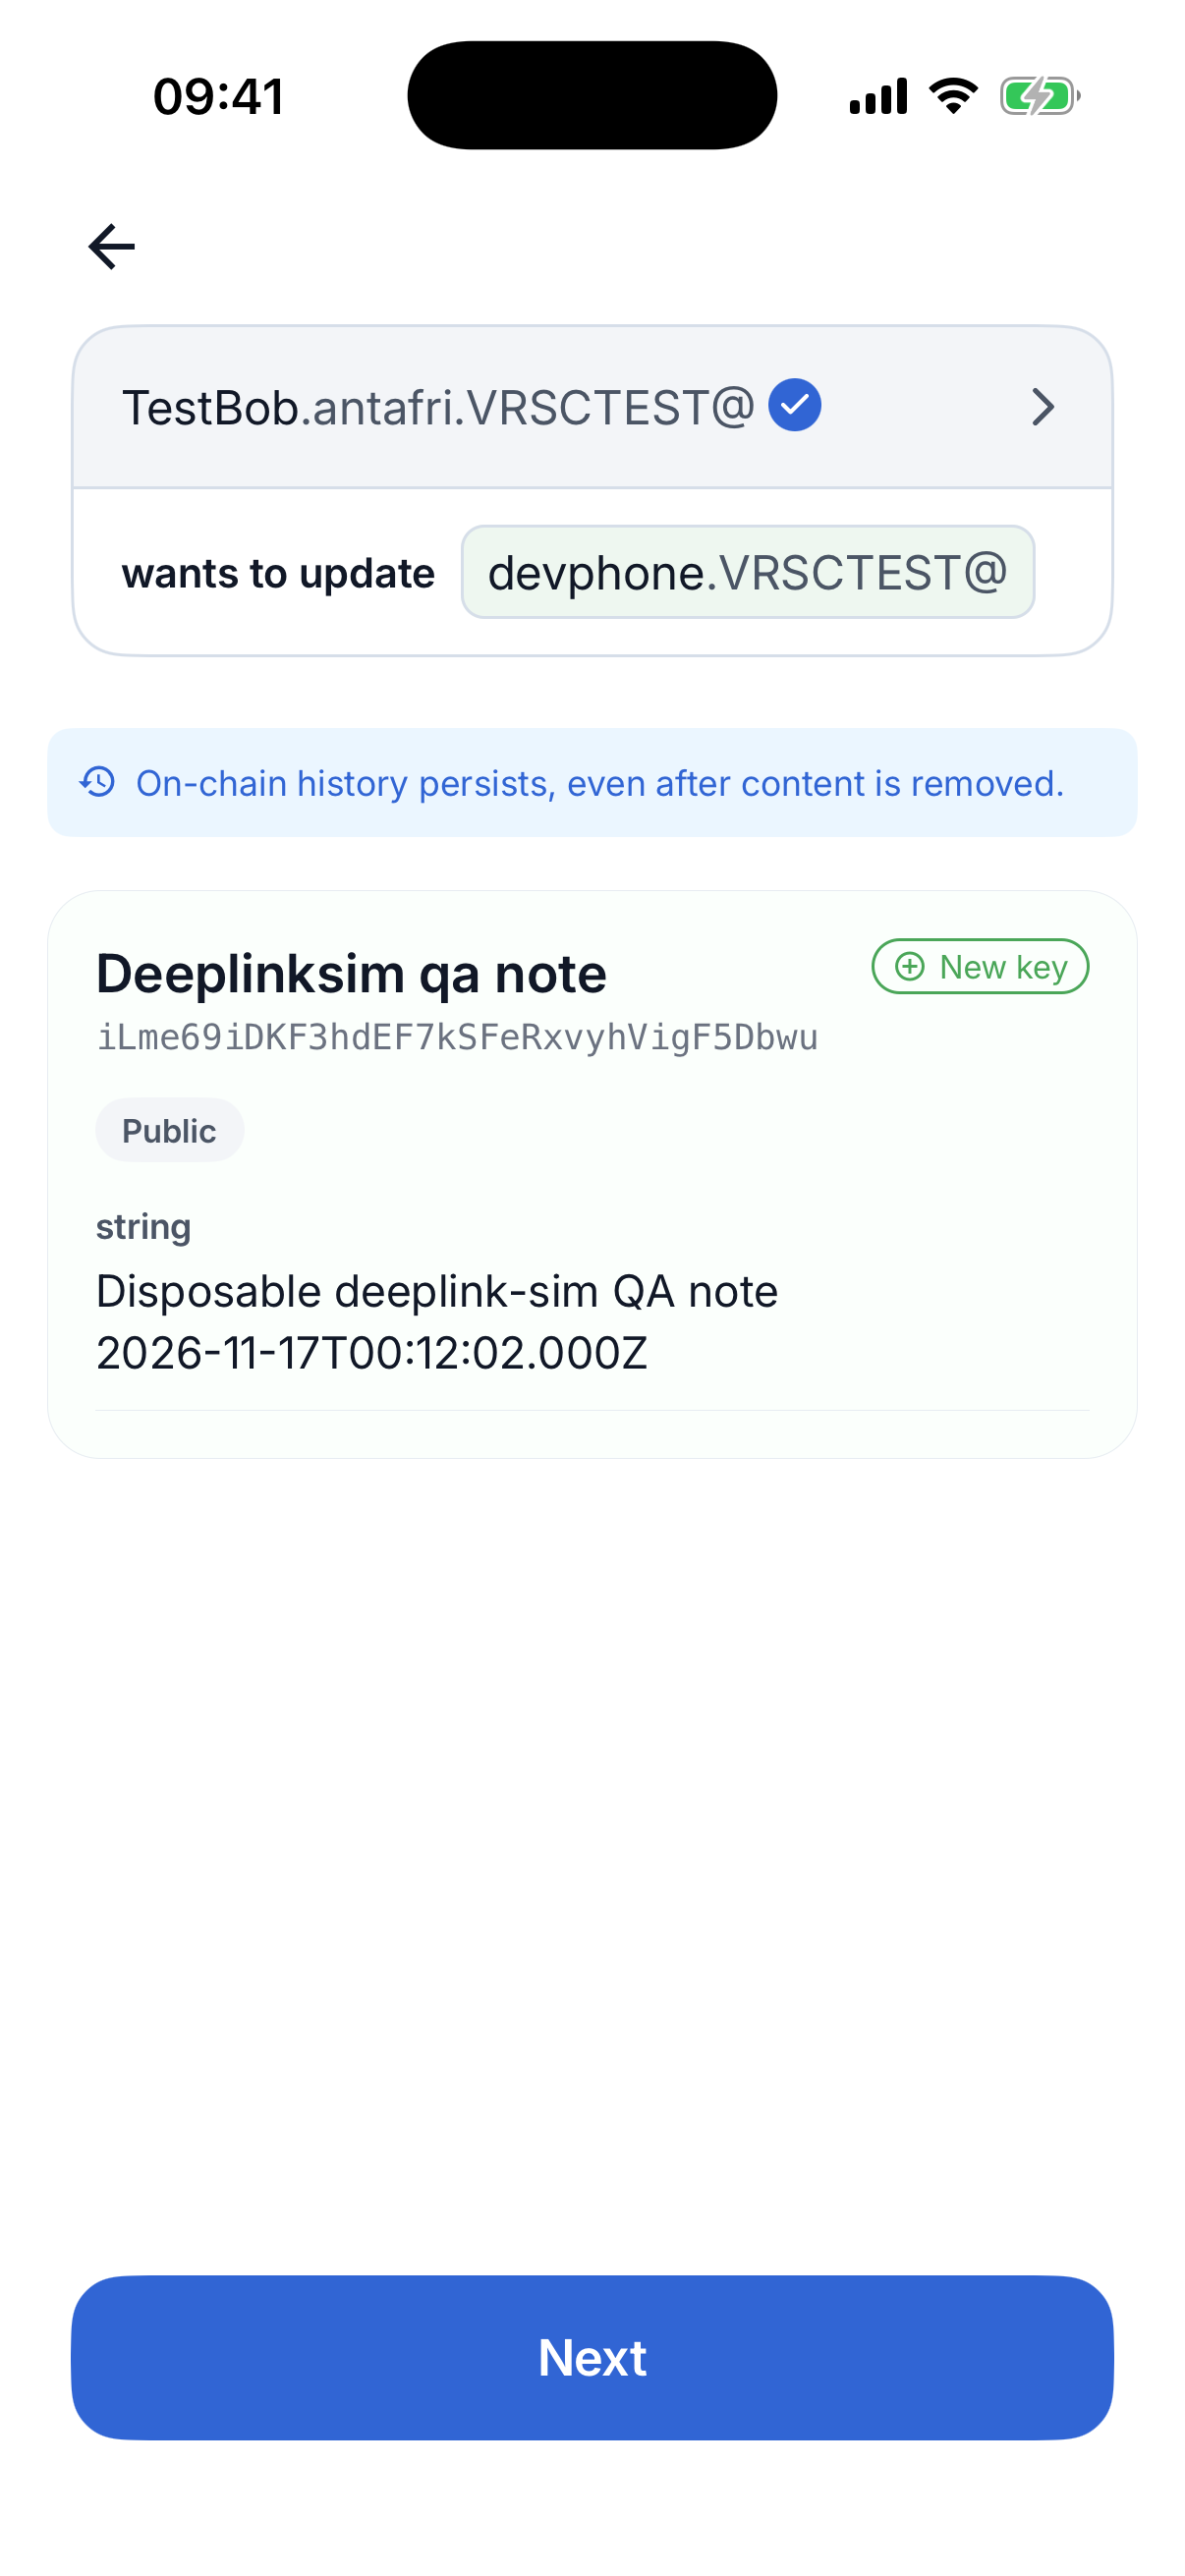 09:41
TestBob.antafri.VRSCTEST@
wants to update devphone.VRSCTEST@
On-chain history persists, even after content is removed.
Deeplinksim qa note
New key
iLme69iDKF3hdEF7kSFeRxvyhVigF5Dbwu
Public
string
Disposable deeplink-sim QA note
2026-11-17T00:12:02.000Z
Next